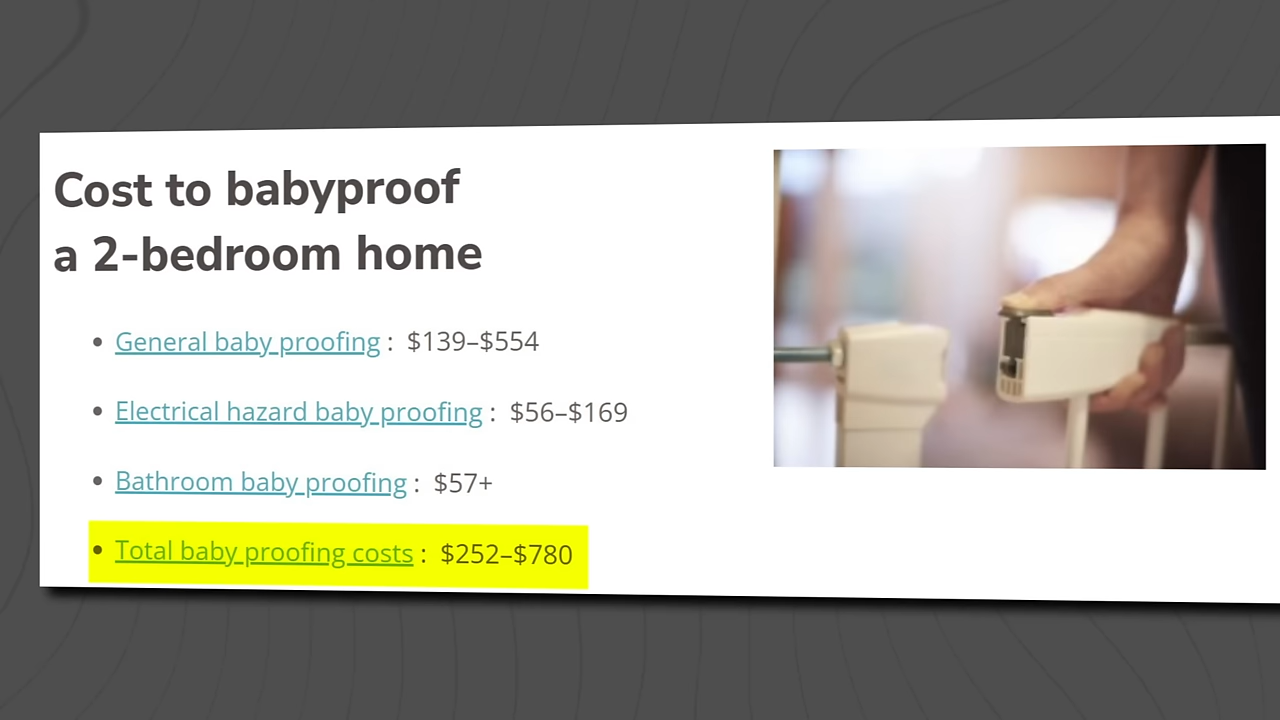 Cost to babyproof
a 2-bedroom home
• General baby proofing : $139–$554
• Electrical hazard baby proofing : $56–$169
• Bathroom baby proofing : $57+
• Total baby proofing costs : $252–$780